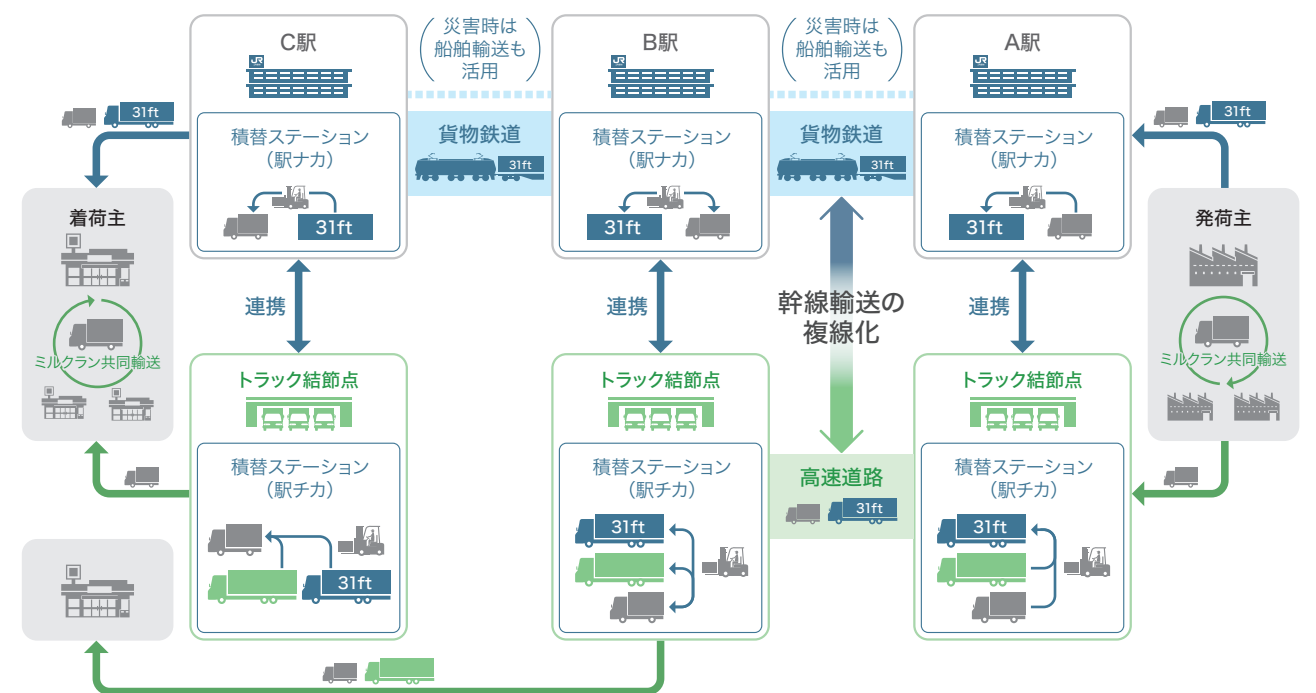 C駅
JR
積替ステーション
（駅ナカ）
31ft
災害時は
船舶輸送も
活用
貨物鉄道
31ft
B駅
JR
積替ステーション
（駅ナカ）
31ft
災害時は
船舶輸送も
活用
貨物鉄道
31ft
A駅
JR
積替ステーション
（駅ナカ）
31ft
31ft
31ft
着荷主
ミルクラン共同輸送
発荷主
ミルクラン共同輸送
連携
連携
幹線輸送の
複線化
連携
トラック結節点
積替ステーション
（駅チカ）
31ft
トラック結節点
積替ステーション
（駅チカ）
31ft
高速道路
31ft
トラック結節点
積替ステーション
（駅チカ）
31ft